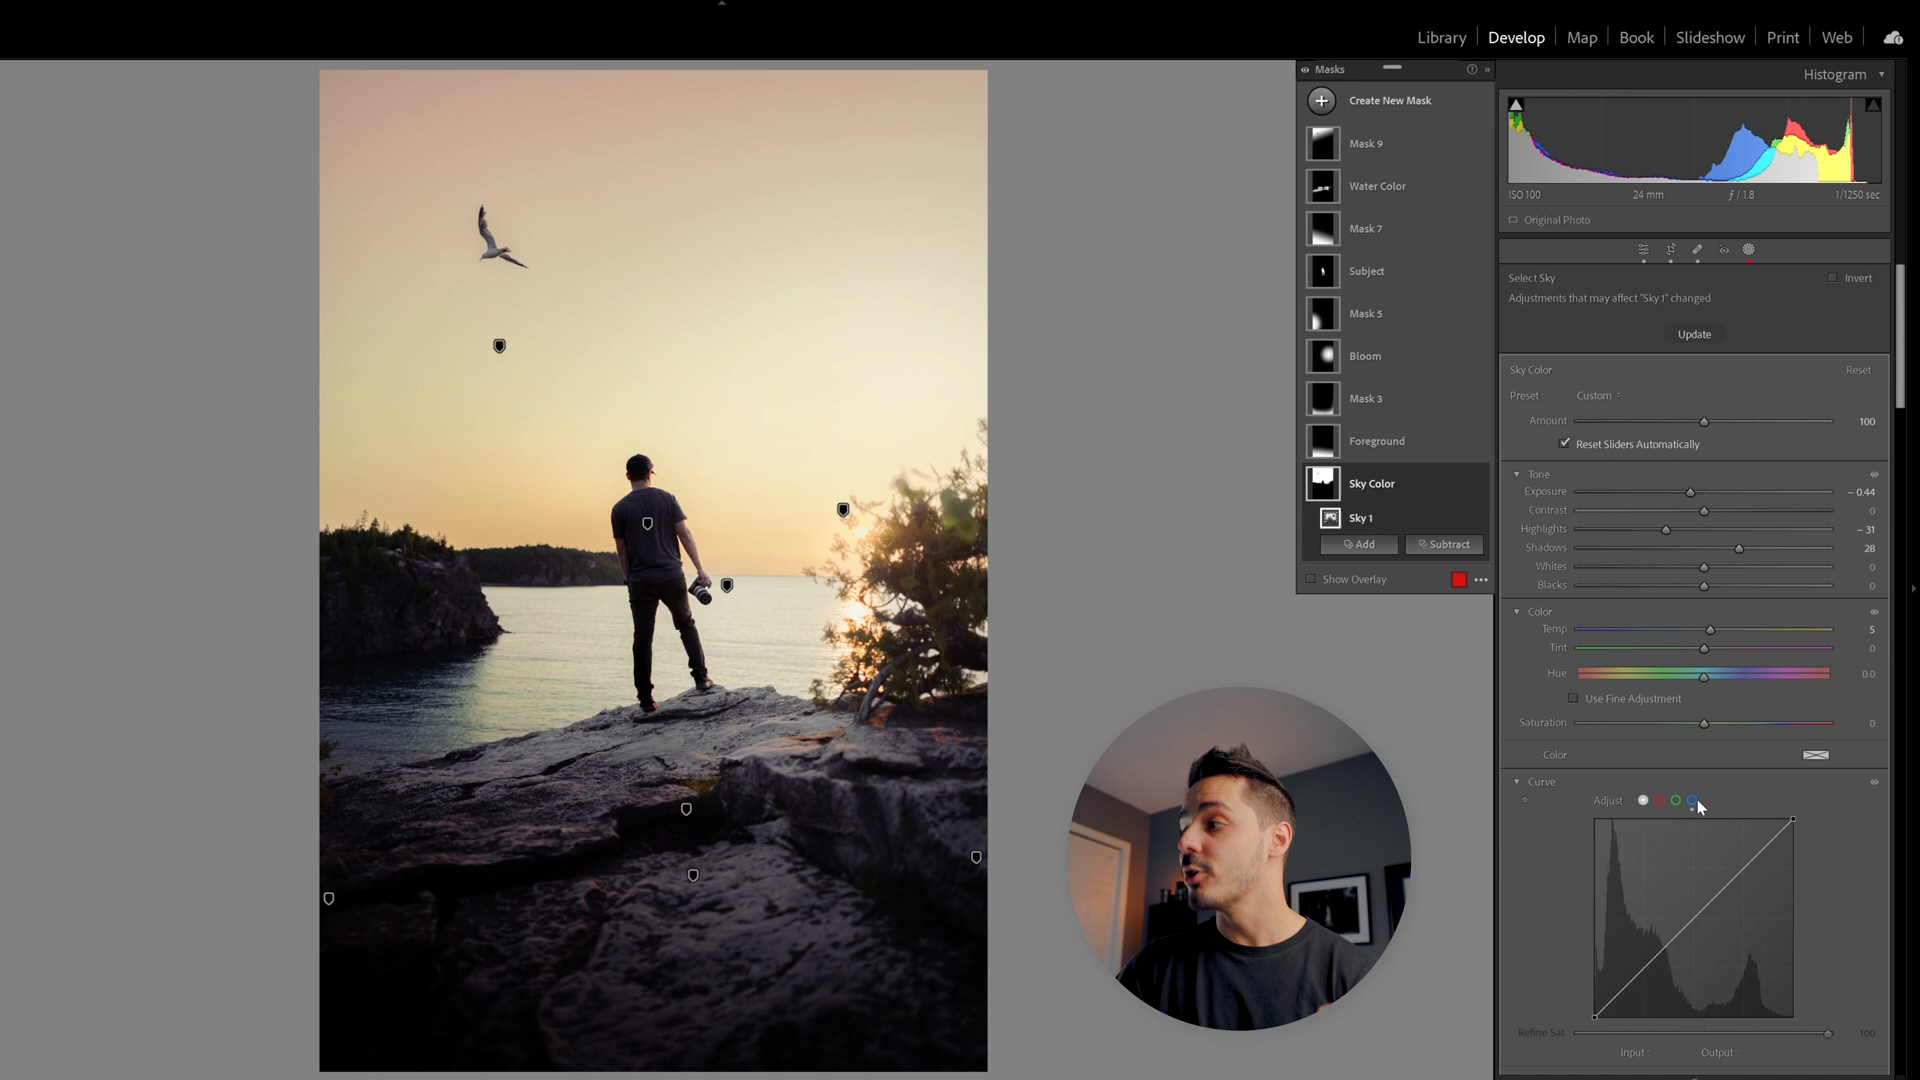 Library | Develop | Map | Book | Slideshow | Print | Web
Masks
Create New Mask
Mask 9
Water Color
Mask 7
Subject
Mask 5
Bloom
Mask 3
Foreground
Sky Color
Sky 1
Add Subtract
Show Overlay
Histogram
ISO 100 24 mm ƒ / 1.8 1/1250 sec
Original Photo
Select Sky Invert
Adjustments that may affect "Sky 1" changed
Update
Sky Color Reset
Preset : Custom
Amount 100
Reset Sliders Automatically
Tone
Exposure – 0.44
Contrast 0
Highlights – 31
Shadows 28
Whites 0
Blacks 0
Color
Temp 5
Tint 0
Hue 0.0
Use Fine Adjustment
Saturation 0
Color
Curve
Adjust
Refine Sat. 100
Input : Output :